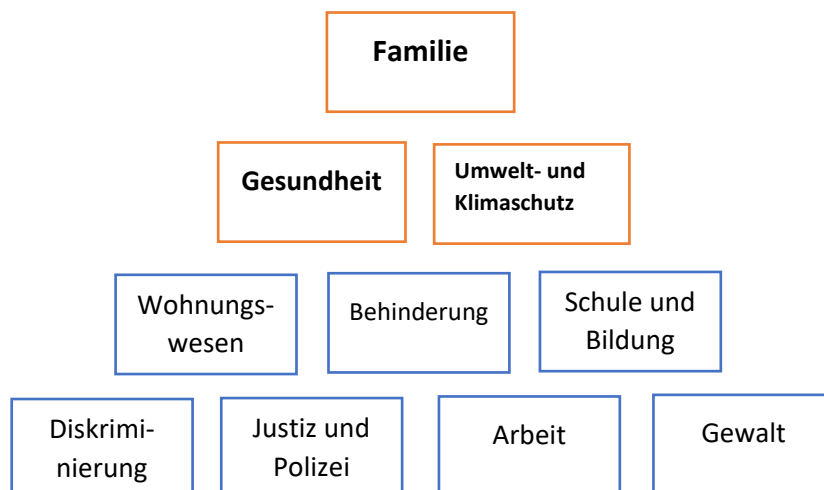 Familie
Gesundheit
Umwelt- und
Klimaschutz
Wohnungs-
wesen
Behinderung
Schule und
Bildung
Diskrimi-
nierung
Justiz und
Polizei
Arbeit
Gewalt